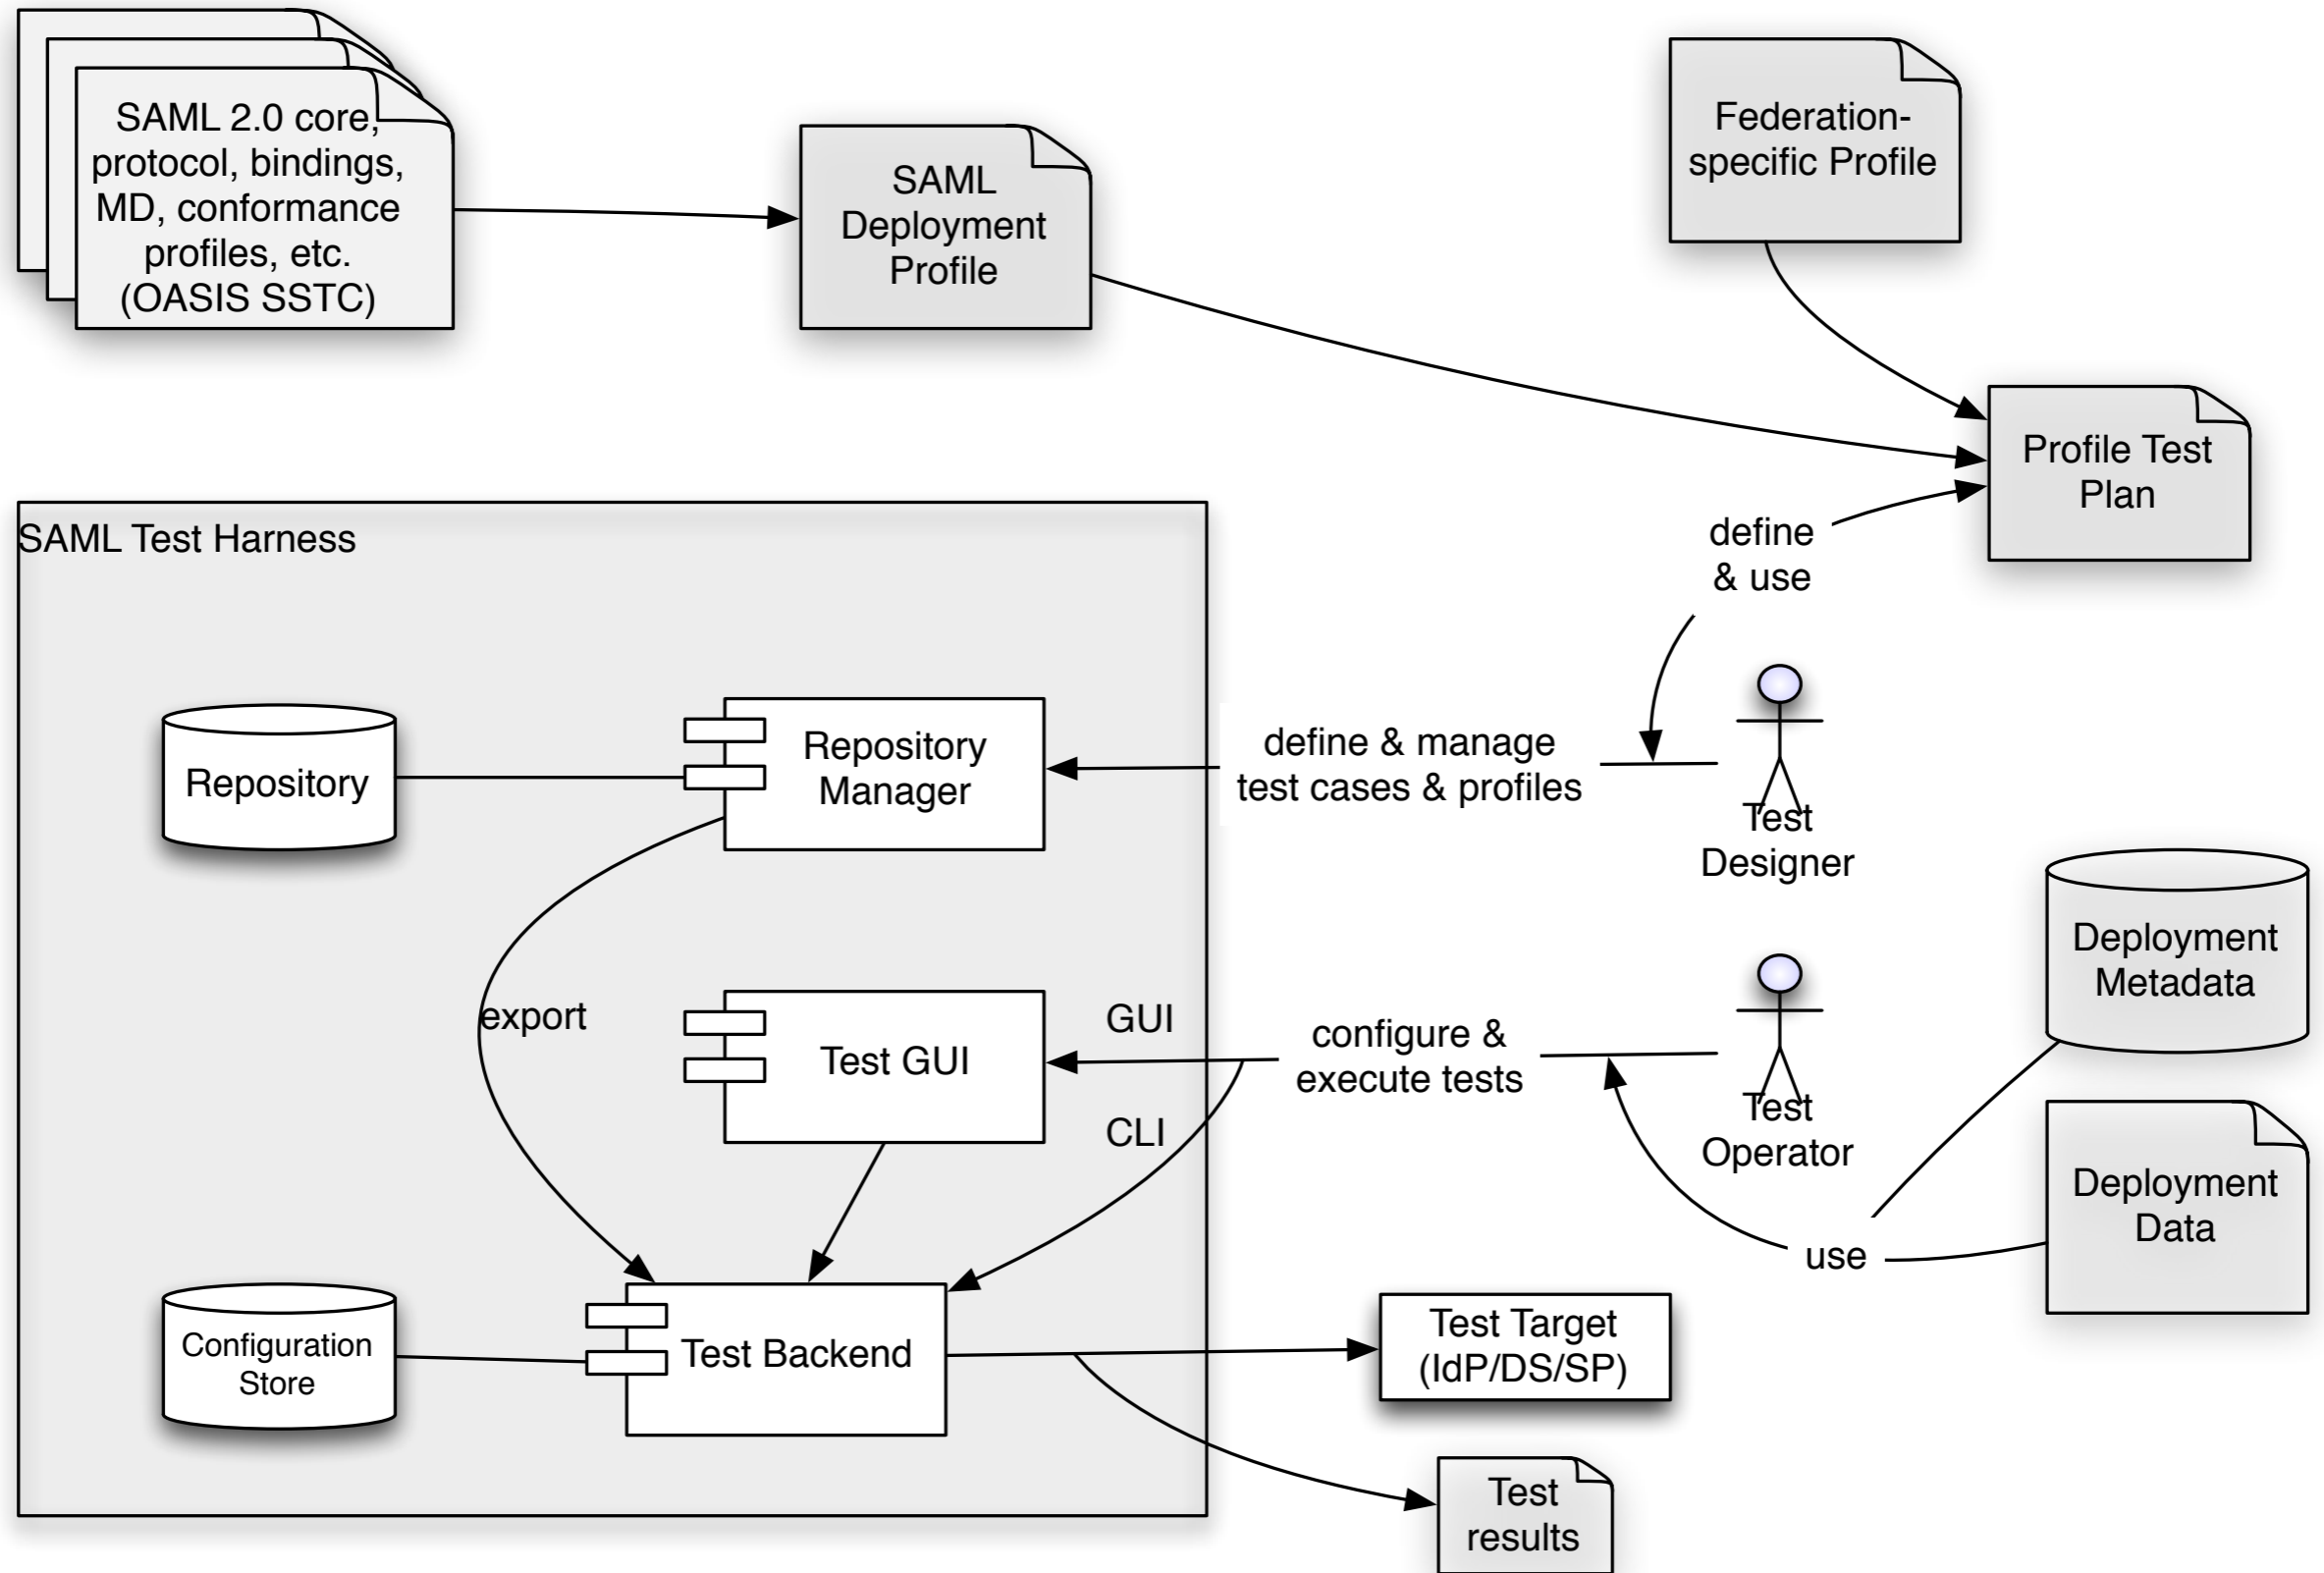 SAML 2.0 core,
protocol, bindings,
MD, conformance
profiles, etc.
(OASIS SSTC)
SAML
Deployment
Profile
Federation-
specific Profile
Profile Test
Plan
define
& use
SAML Test Harness
Repository
Repository
Manager
define & manage
test cases & profiles
Test
Designer
export
Test GUI
GUI
CLI
configure &
execute tests
Test
Operator
Deployment
Metadata
Deployment
Data
use
Configuration
Store
Test Backend
Test Target
(IdP/DS/SP)
Test
results